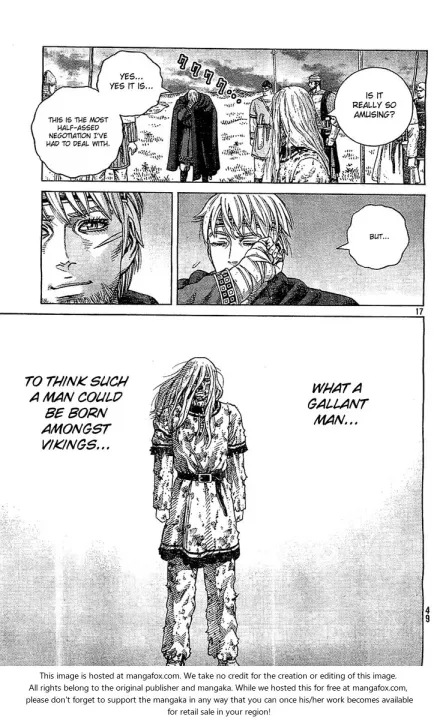 IS IT
REALLY SO
AMUSING?
クククク...
YES...
YES IT IS...
THIS IS THE MOST
HALF-ASSED
NEGOTIATION I'VE
HAD TO DEAL WITH.
BUT...
17
WHAT A
GALLANT
MAN...
TO THINK SUCH
A MAN COULD
BE BORN
AMONGST
VIKINGS...
49
This image is hosted at mangafox.com. We take no credit for the creation or editing of this image.
All rights belong to the original publisher and mangaka. While we hosted this for free at mangafox.com,
please don't forget to support the mangaka in any way that you can once his/her work becomes available
for retail sale in your region!